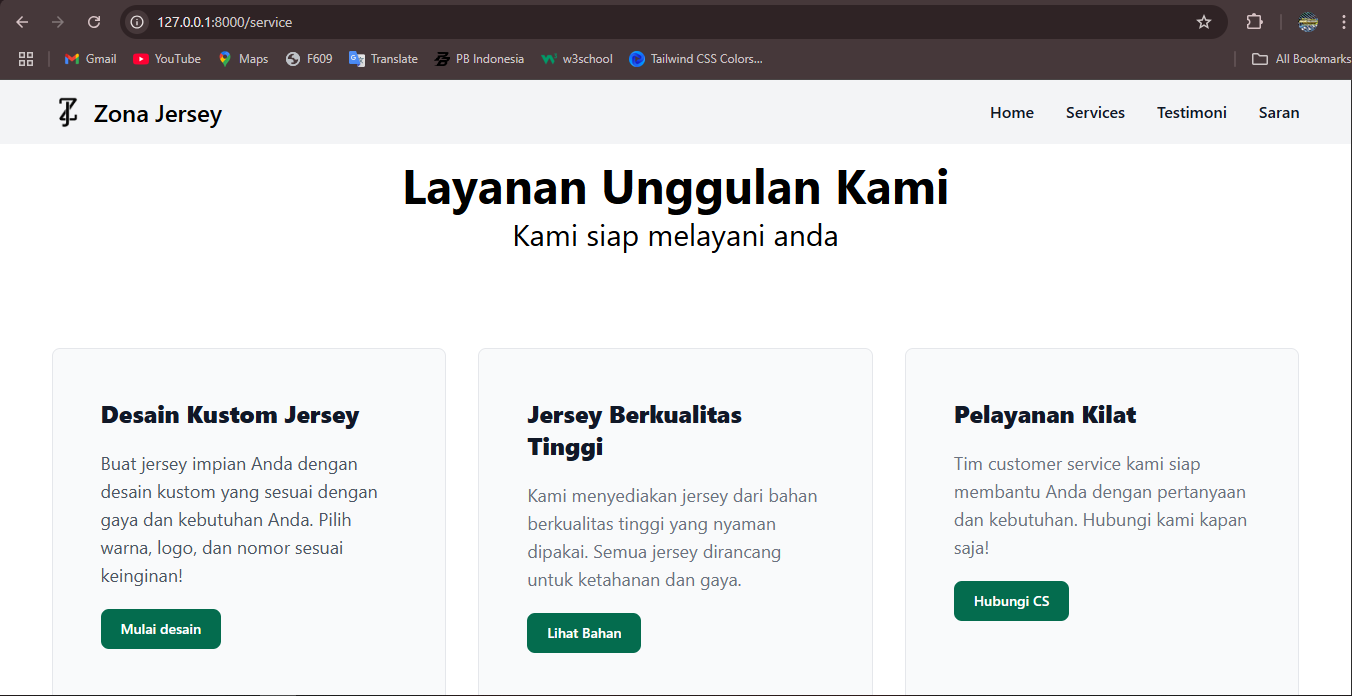 127.0.0.1:8000/service
Gmail YouTube Maps F609 Translate PB Indonesia w3school Tailwind CSS Colors... All Bookmarks
Zona Jersey Home Services Testimoni Saran
Layanan Unggulan Kami
Kami siap melayani anda
Desain Kustom Jersey
Buat jersey impian Anda dengan
desain kustom yang sesuai dengan
gaya dan kebutuhan Anda. Pilih
warna, logo, dan nomor sesuai
keinginan!
Mulai desain
Jersey Berkualitas
Tinggi
Kami menyediakan jersey dari bahan
berkualitas tinggi yang nyaman
dipakai. Semua jersey dirancang
untuk ketahanan dan gaya.
Lihat Bahan
Pelayanan Kilat
Tim customer service kami siap
membantu Anda dengan pertanyaan
dan kebutuhan. Hubungi kami kapan
saja!
Hubungi CS